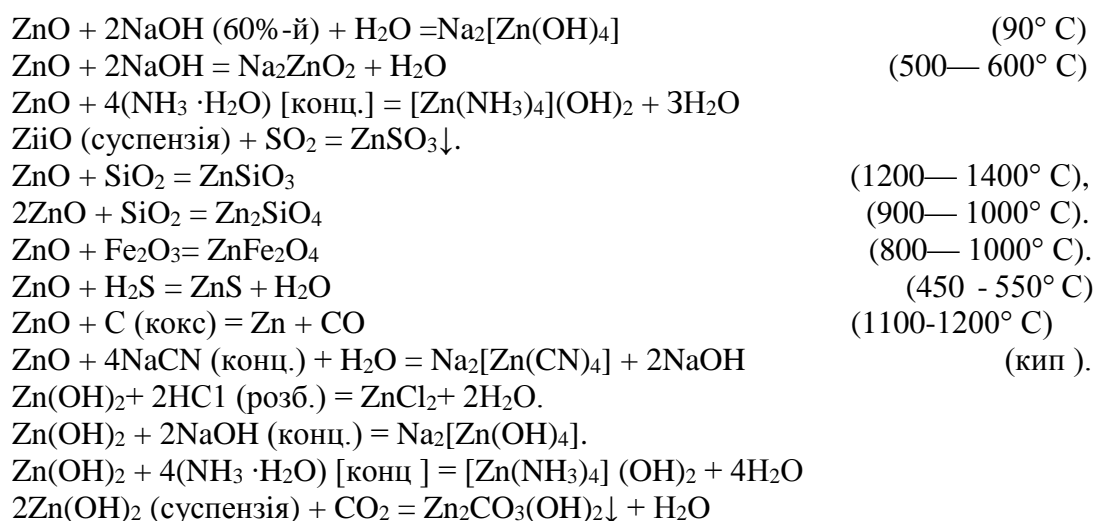 ZnO + 2NaOH (60%-й) + H₂O =Na₂[Zn(OH)₄] (90° C)
ZnO + 2NaOH = Na₂ZnO₂ + H₂O (500— 600° C)
ZnO + 4(NH₃ ·H₂O) [конц.] = [Zn(NH₃)₄](OH)₂ + ЗН₂О
ZiiO (суспензія) + SO₂ = ZnSO₃↓.
ZnO + SiO₂ = ZnSiO₃ (1200— 1400° C),
2ZnO + SiO₂ = Zn₂SiO₄ (900— 1000° C).
ZnO + Fe₂O₃= ZnFe₂O₄ (800— 1000° C).
ZnO + H₂S = ZnS + H₂O (450 - 550° C)
ZnO + C (кокс) = Zn + CO (1100-1200° C)
ZnO + 4NaCN (конц.) + H₂O = Na₂[Zn(CN)₄] + 2NaOH (кип ).
Zn(OH)₂+ 2HC1 (розб.) = ZnCl₂+ 2H₂O.
Zn(OH)₂ + 2NaOH (конц.) = Na₂[Zn(OH)₄].
Zn(OH)₂ + 4(NH₃ ·H₂O) [конц ] = [Zn(NH₃)₄] (OH)₂ + 4H₂O
2Zn(OH)₂ (суспензія) + CO₂ = Zn₂CO₃(OH)₂↓ + H₂O